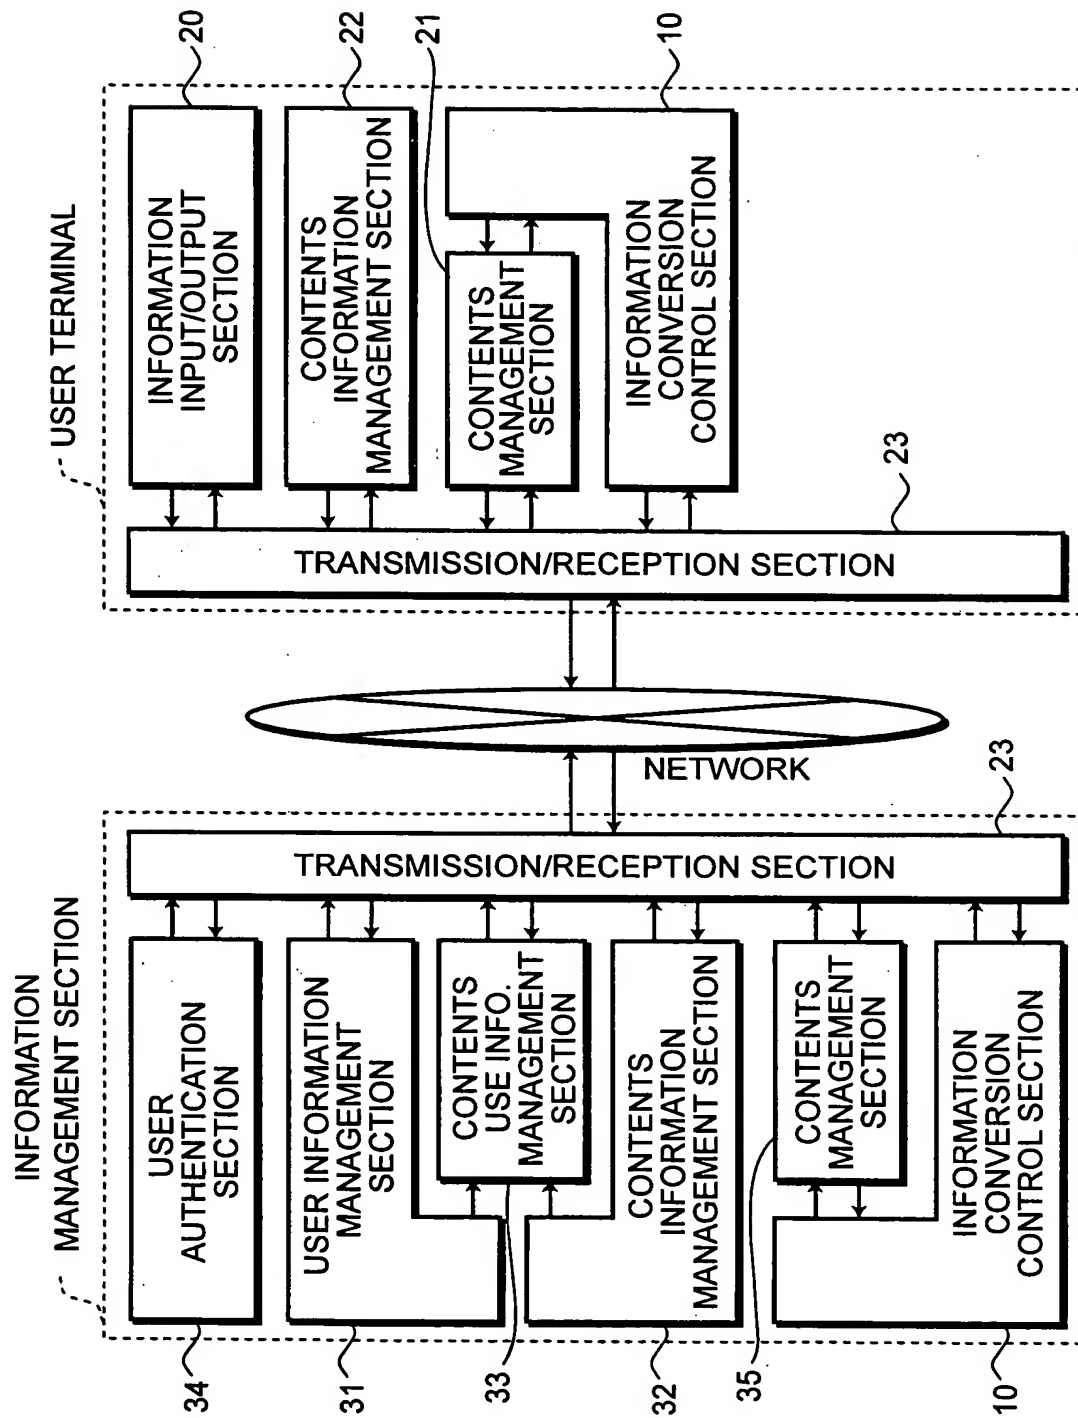 INFORMATION
MANAGEMENT SECTION
34
USER
AUTHENTICATION
SECTION
31
USER INFORMATION
MANAGEMENT
SECTION
33
CONTENTS
USE INFO.
MANAGEMENT
SECTION
32
CONTENTS
INFORMATION
MANAGEMENT SECTION
35
CONTENTS
MANAGEMENT
SECTION
10
INFORMATION
CONVERSION
CONTROL SECTION
TRANSMISSION/RECEPTION SECTION
23
NETWORK
USER TERMINAL
TRANSMISSION/RECEPTION SECTION
23
INFORMATION
INPUT/OUTPUT
SECTION
20
CONTENTS
INFORMATION
MANAGEMENT SECTION
22
CONTENTS
MANAGEMENT
SECTION
21
INFORMATION
CONVERSION
CONTROL SECTION
10